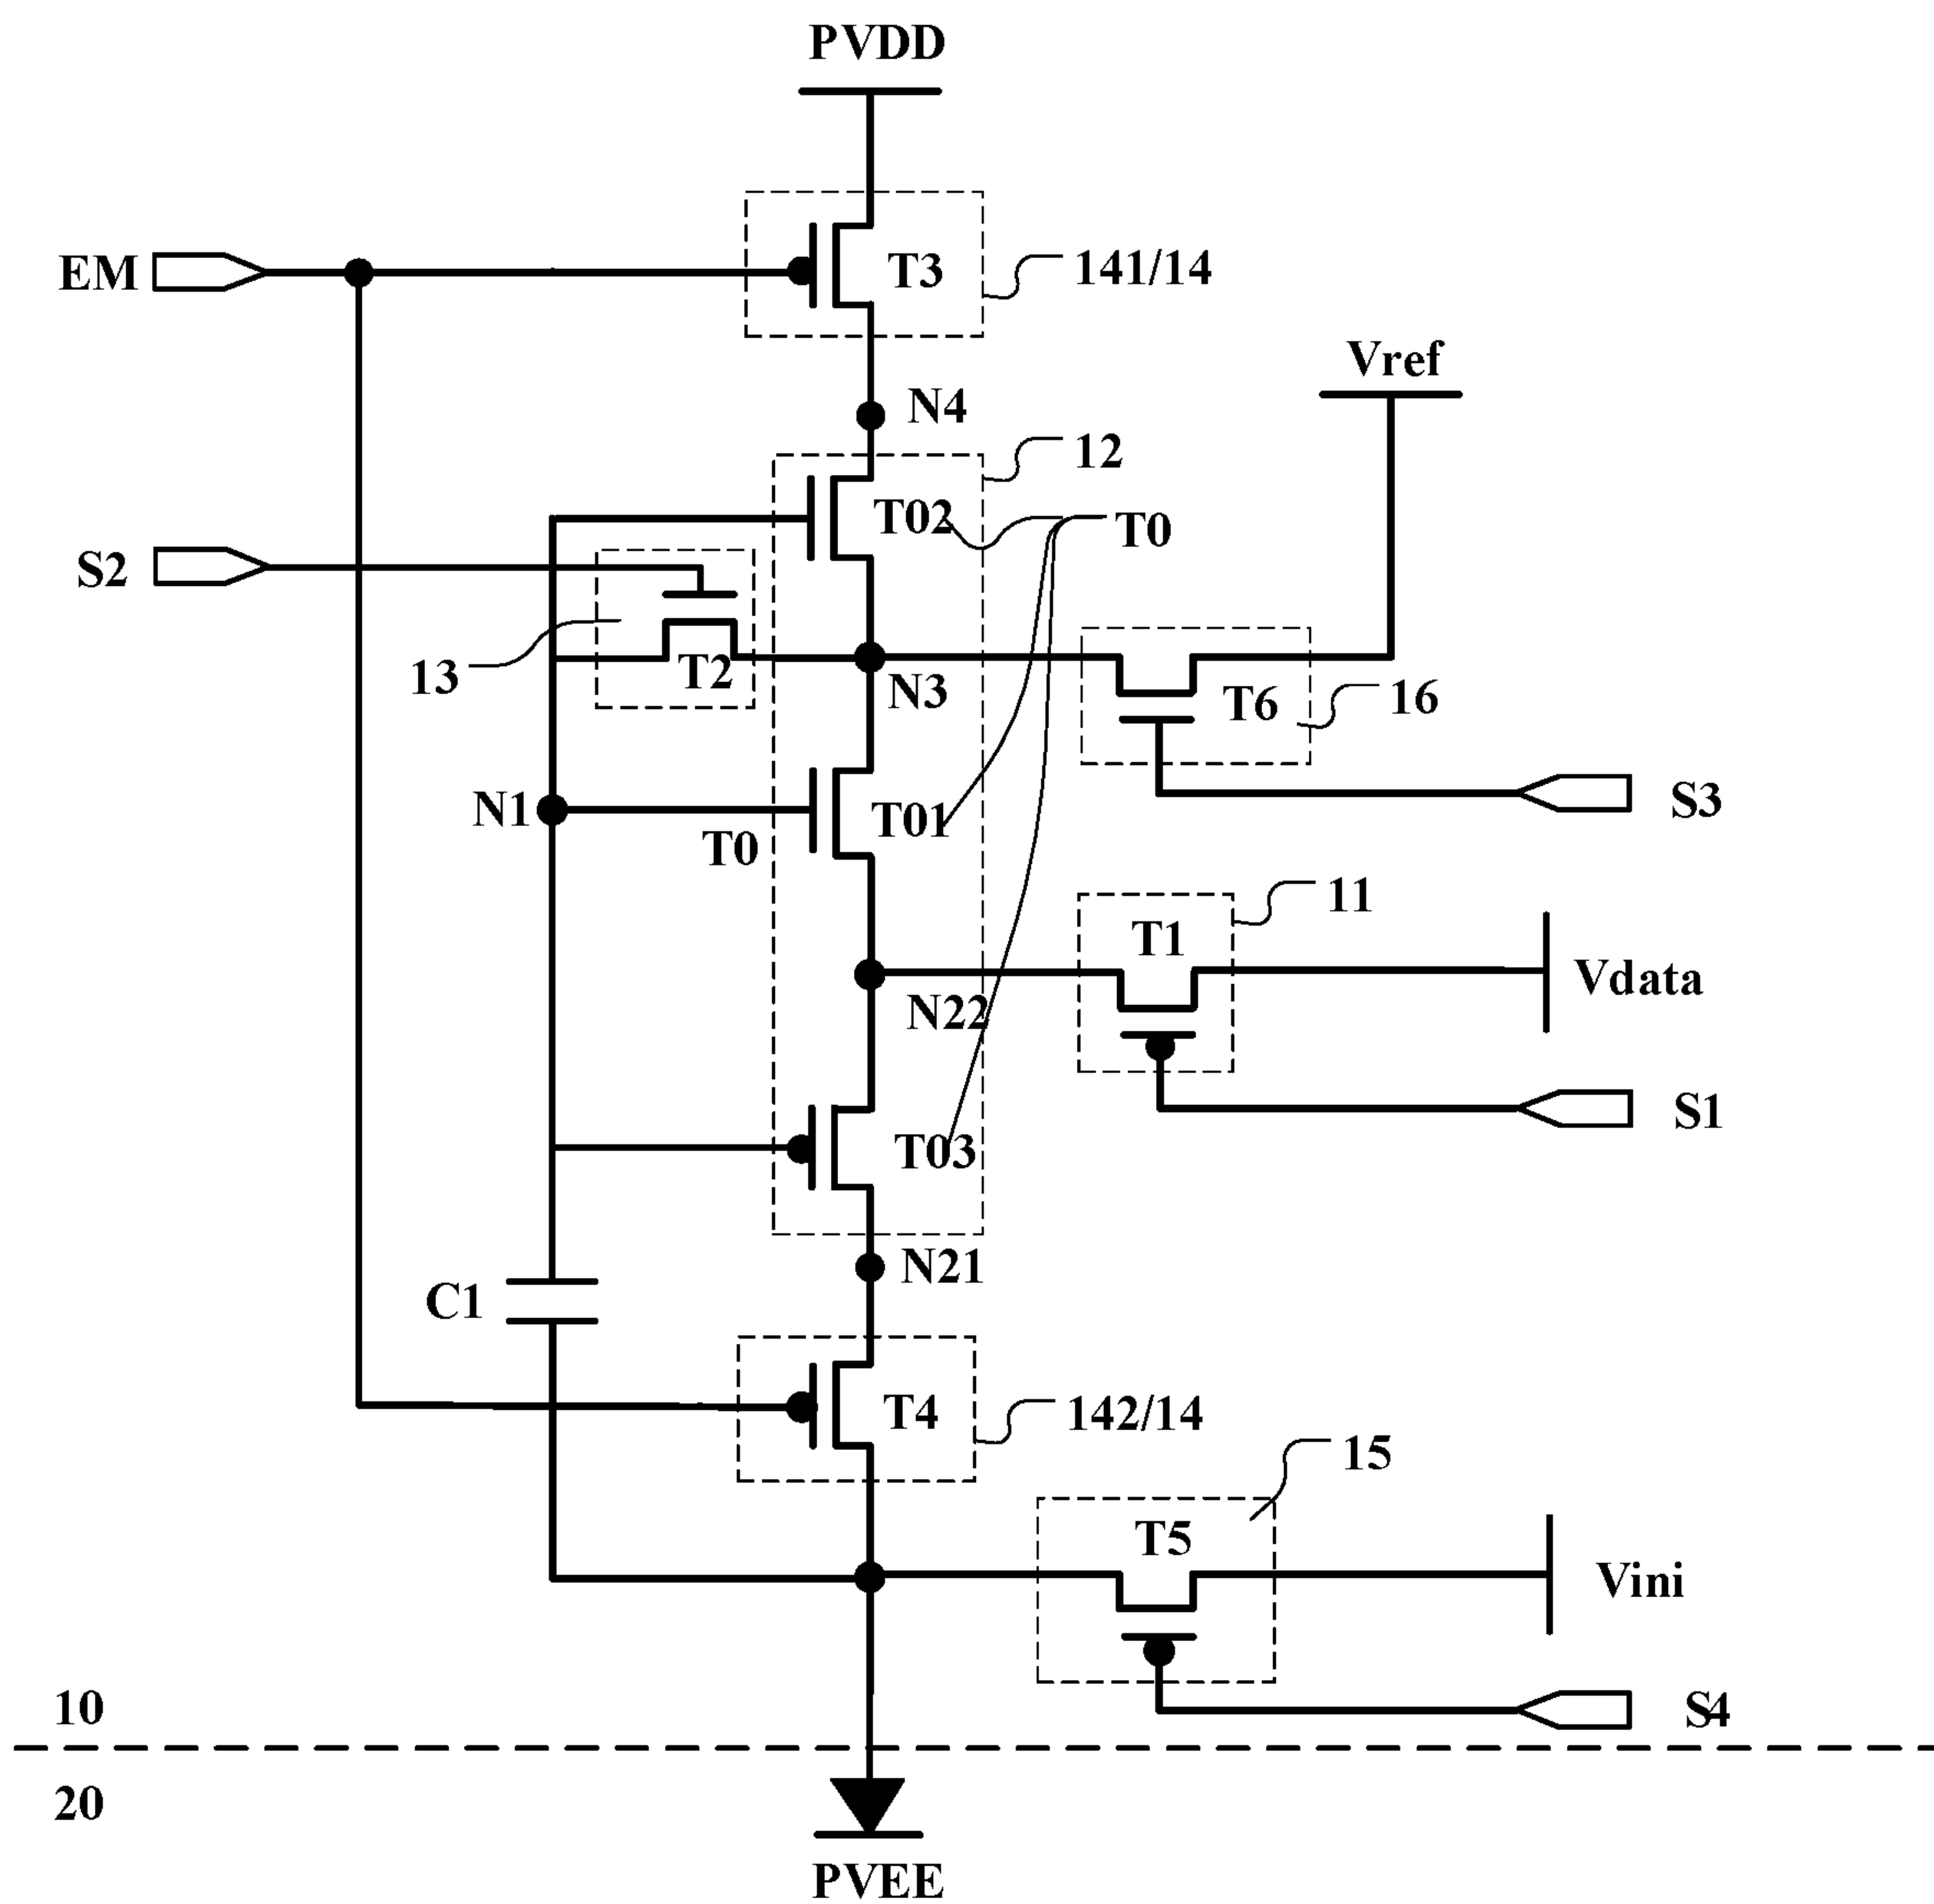 PVDD
EM
T3
141/14
Vref
N4
12
T02
T0
S2
13
T2
N3
T6
16
S3
N1
T0
T01
11
T1
Vdata
N22
S1
T03
N21
C1
T4
142/14
15
T5
Vini
10
S4
20
PVEE